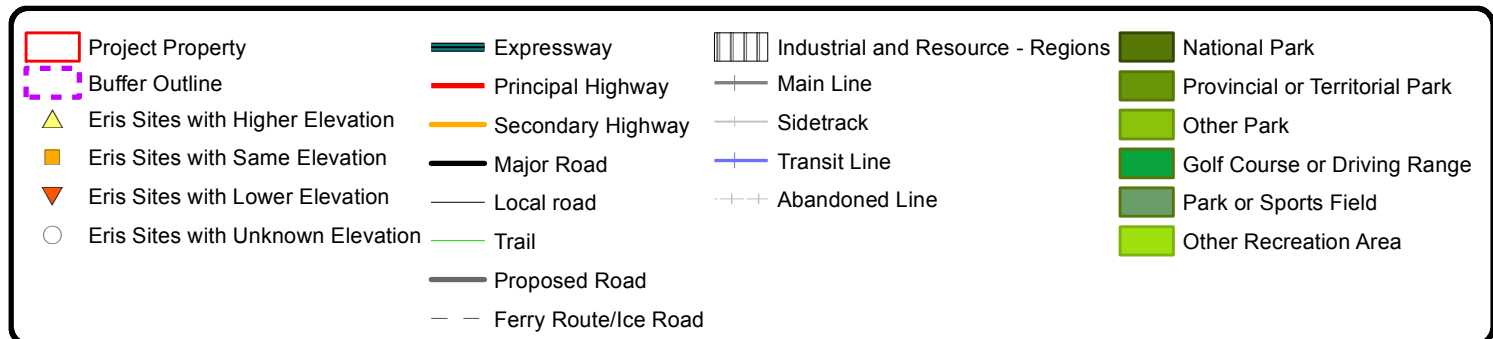 Project Property
Buffer Outline
Eris Sites with Higher Elevation
Eris Sites with Same Elevation
Eris Sites with Lower Elevation
Eris Sites with Unknown Elevation
Expressway
Principal Highway
Secondary Highway
Major Road
Local road
Trail
Proposed Road
Ferry Route/Ice Road
Industrial and Resource - Regions
Main Line
Sidetrack
Transit Line
Abandoned Line
National Park
Provincial or Territorial Park
Other Park
Golf Course or Driving Range
Park or Sports Field
Other Recreation Area